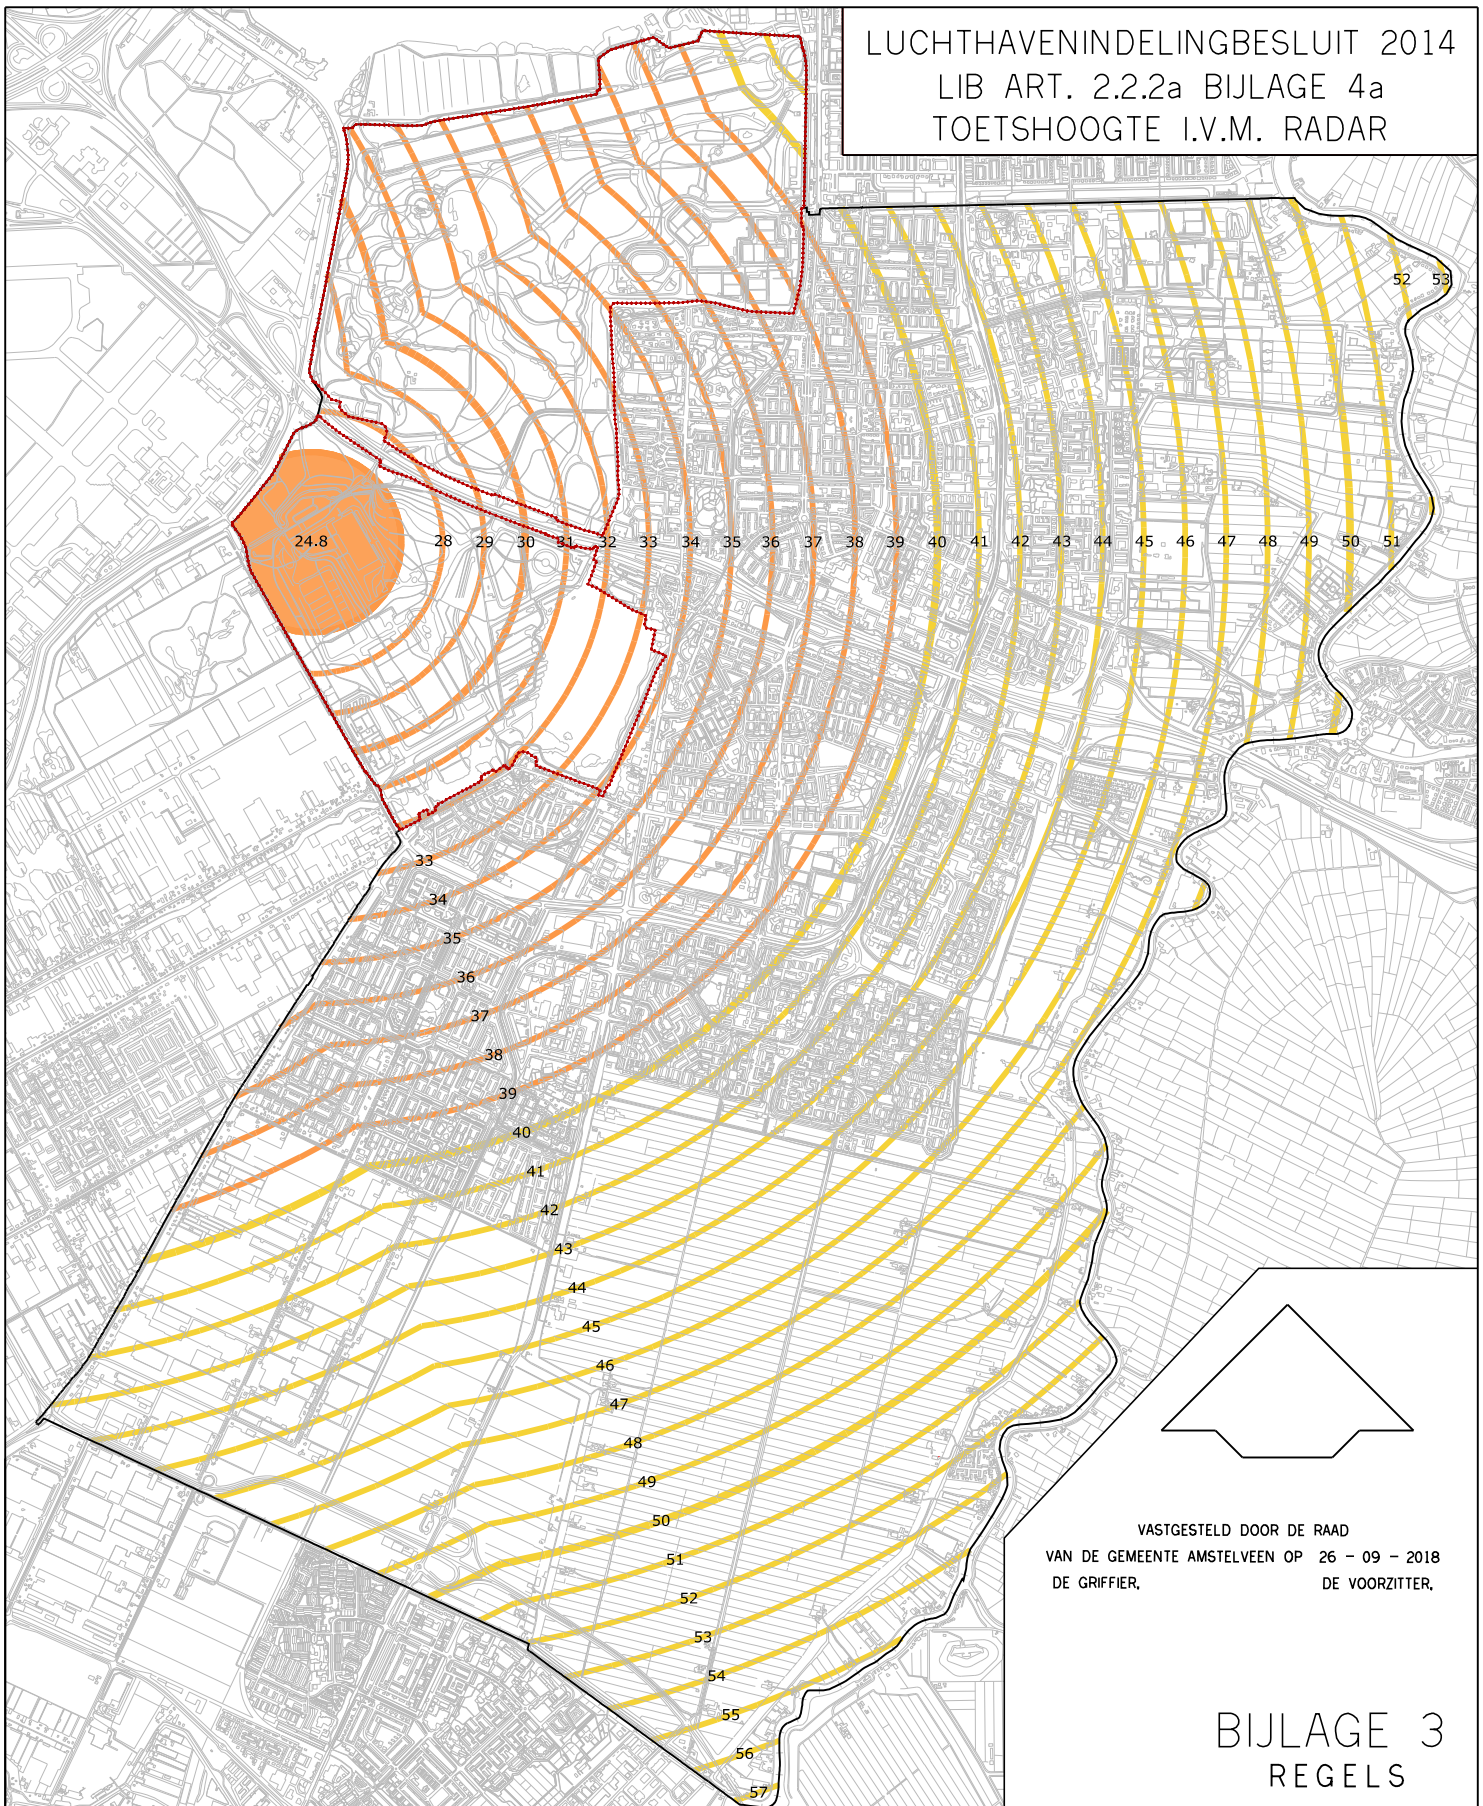 LUCHTHAVENINDELINGBESLUIT 2014
LIB ART. 2.2.2a BIJLAGE 4a
TOETSHOOGTE I.V.M. RADAR
52 53
24.8 28 29 30 31 32 33 34 35 36 37 38 39 40 41 42 43 44 45 46 47 48 49 50 51
33
34
35
36
37
38
39
40
41
42
43
44
45
46
47
48
49
50
51
52
53
54
55
56
57
VASTGESTELD DOOR DE RAAD
VAN DE GEMEENTE AMSTELVEEN OP 26 - 09 - 2018
DE GRIFFIER, DE VOORZITTER,
BIJLAGE 3
REGELS